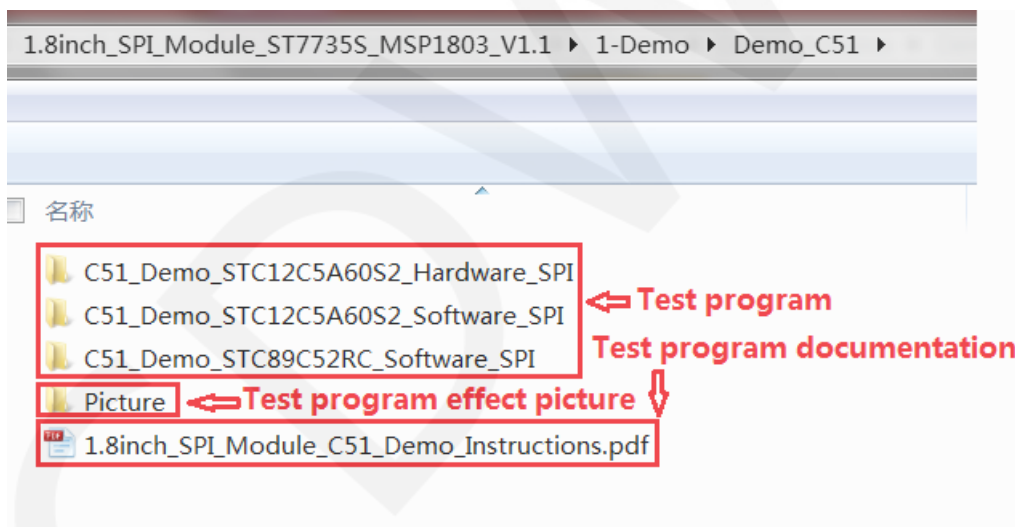 1.8inch_SPI_Module_ST7735S_MSP1803_V1.1 ▸ 1-Demo ▸ Demo_C51 ▸
名称
C51_Demo_STC12C5A60S2_Hardware_SPI
C51_Demo_STC12C5A60S2_Software_SPI
Test program
C51_Demo_STC89C52RC_Software_SPI
Test program documentation
Picture
Test program effect picture
1.8inch_SPI_Module_C51_Demo_Instructions.pdf